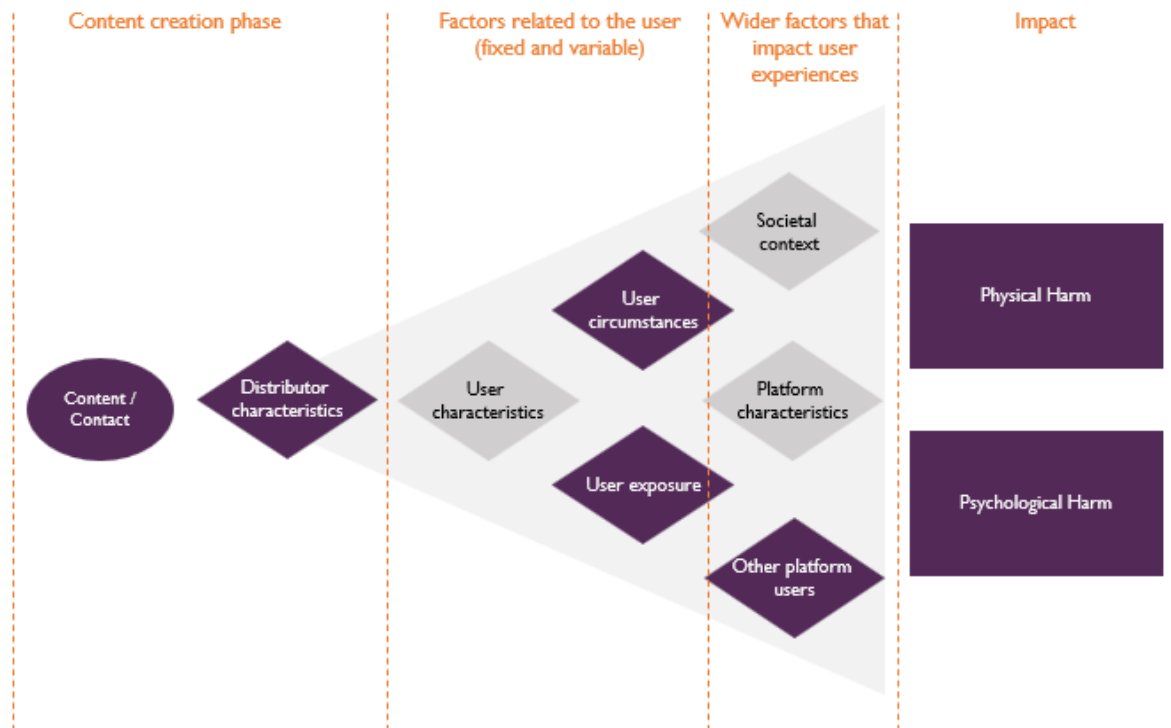 Content creation phase
Factors related to the user
(fixed and variable)
Wider factors that
impact user
experiences
Impact
Content /
Contact
Distributor
characteristics
User
characteristics
User
circumstances
User exposure
Societal
context
Platform
characteristics
Other platform
users
Physical Harm
Psychological Harm